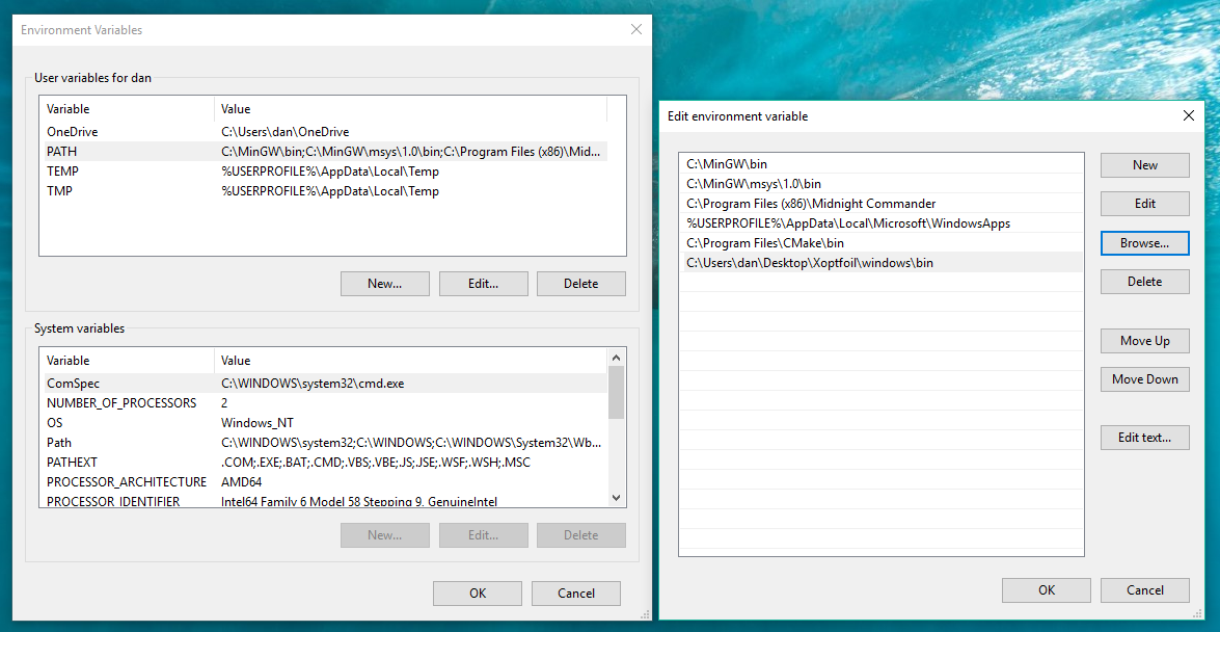 Environment Variables
User variables for dan
Variable Value
OneDrive C:\Users\dan\OneDrive
PATH C:\MinGW\bin;C:\MinGW\msys\1.0\bin;C:\Program Files (x86)\Mid...
TEMP %USERPROFILE%\AppData\Local\Temp
TMP %USERPROFILE%\AppData\Local\Temp
New... Edit... Delete
System variables
Variable Value
ComSpec C:\WINDOWS\system32\cmd.exe
NUMBER_OF_PROCESSORS 2
OS Windows_NT
Path C:\WINDOWS\system32;C:\WINDOWS;C:\WINDOWS\System32\Wb...
PATHEXT .COM;.EXE;.BAT;.CMD;.VBS;.VBE;.JS;.JSE;.WSF;.WSH;.MSC
PROCESSOR_ARCHITECTURE AMD64
PROCESSOR_IDENTIFIER Intel64 Family 6 Model 58 Stepping 9, GenuineIntel
New... Edit... Delete
OK Cancel
Edit environment variable
C:\MinGW\bin
C:\MinGW\msys\1.0\bin
C:\Program Files (x86)\Midnight Commander
%USERPROFILE%\AppData\Local\Microsoft\WindowsApps
C:\Program Files\CMake\bin
C:\Users\dan\Desktop\Xoptfoil\windows\bin
New
Edit
Browse...
Delete
Move Up
Move Down
Edit text...
OK Cancel